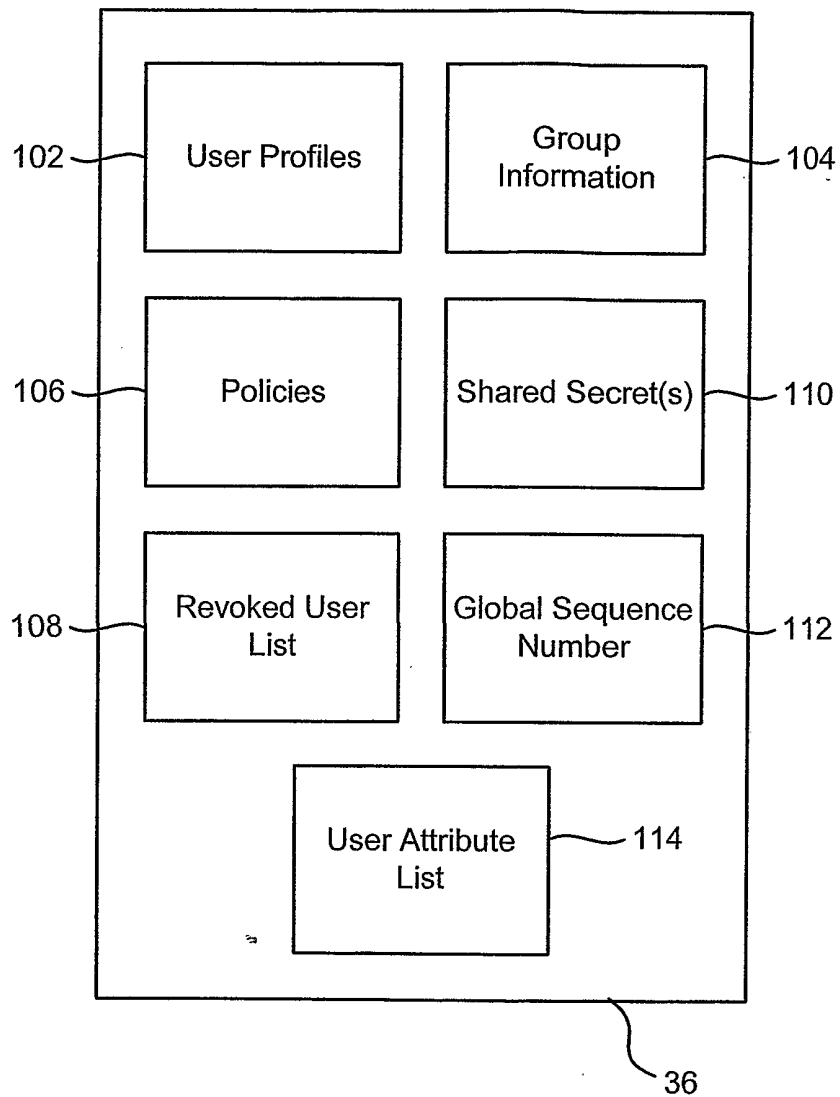 102
User Profiles
Group
Information
104
106
Policies
Shared Secret(s)
110
108
Revoked User
List
Global Sequence
Number
112
User Attribute
List
114
36